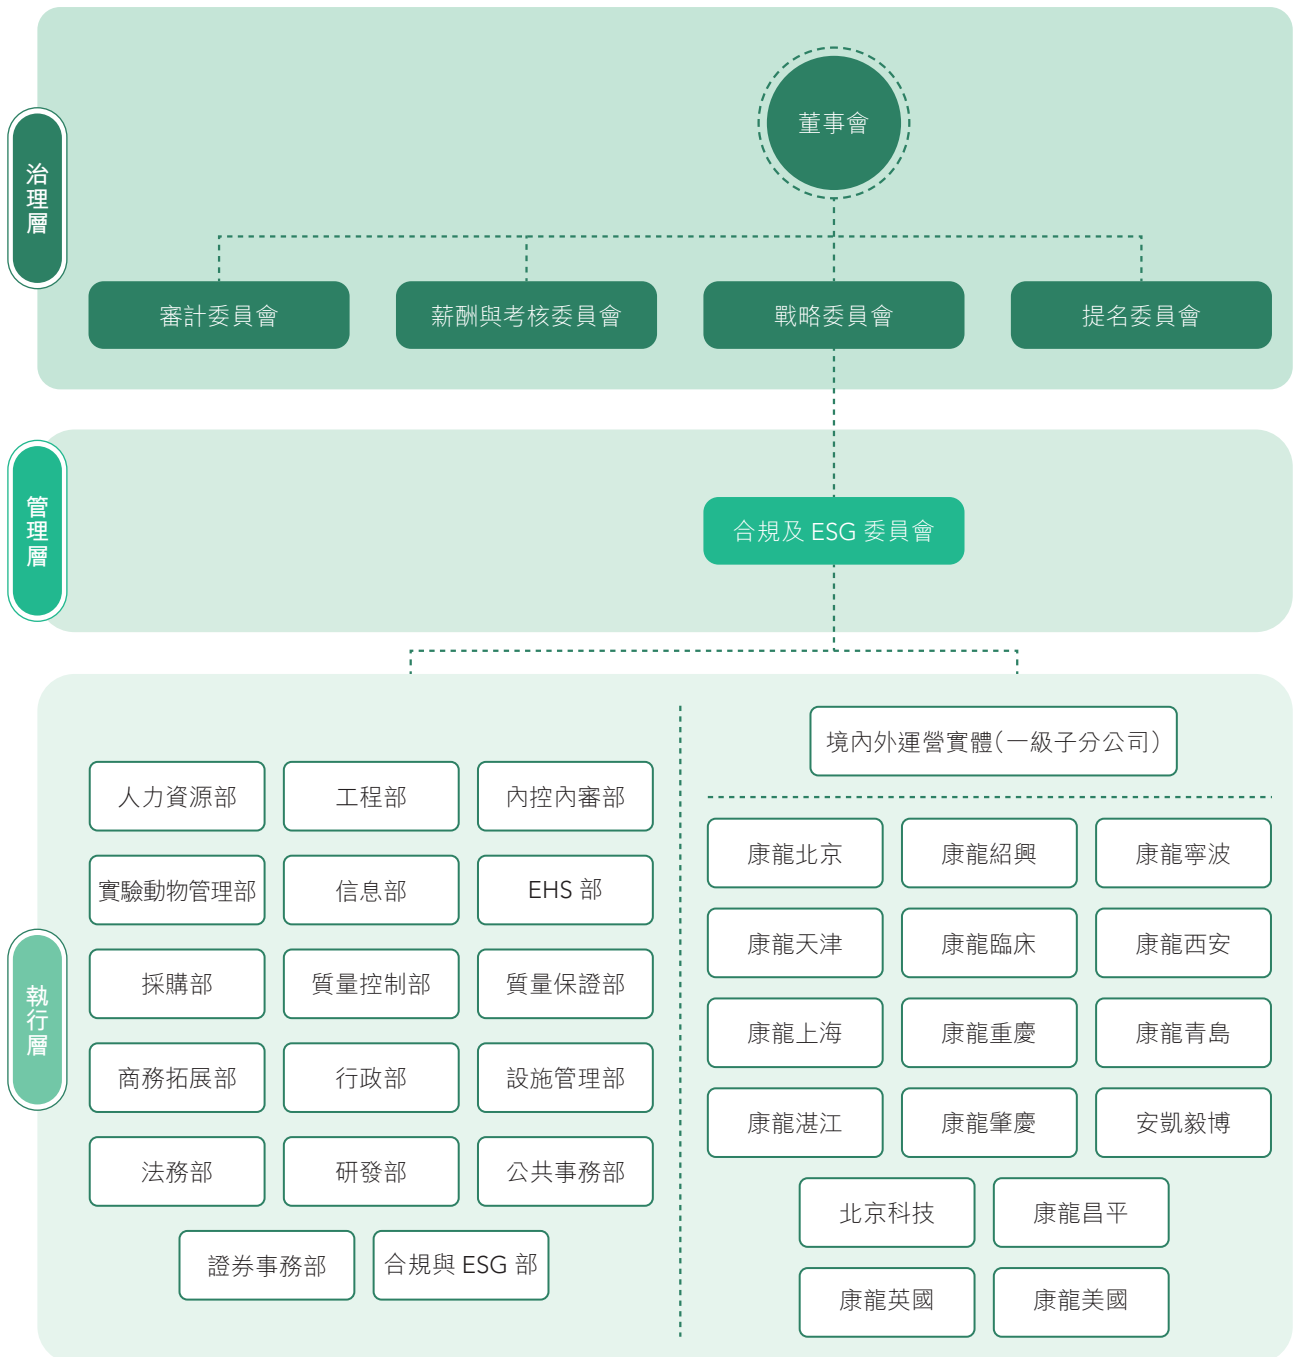 治理層
董事會
審計委員會
薪酬與考核委員會
戰略委員會
提名委員會
管理層
合規及 ESG 委員會
執行層
人力資源部
工程部
內控內審部
實驗動物管理部
信息部
EHS 部
採購部
質量控制部
質量保證部
商務拓展部
行政部
設施管理部
法務部
研發部
公共事務部
證券事務部
合規與 ESG 部
境內外運營實體(一級子分公司)
康龍北京
康龍紹興
康龍寧波
康龍天津
康龍臨床
康龍西安
康龍上海
康龍重慶
康龍青島
康龍湛江
康龍肇慶
安凱毅博
北京科技
康龍昌平
康龍英國
康龍美國